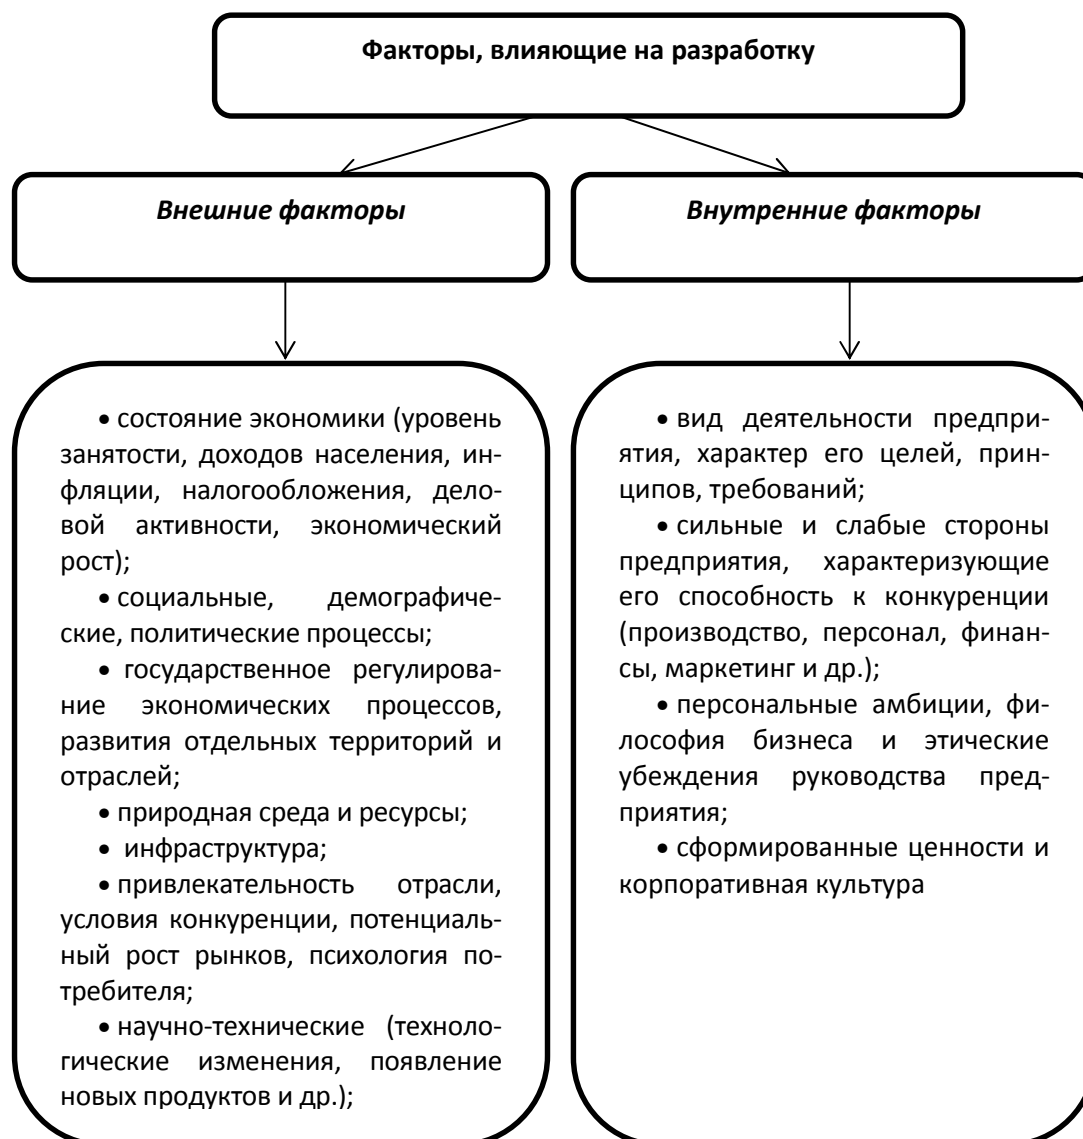 Факторы, влияющие на разработку
Внешние факторы
Внутренние факторы
• состояние экономики (уровень
занятости, доходов населения, ин-
фляции, налогообложения, дело-
вой активности, экономический
рост);
• социальные, демографиче-
ские, политические процессы;
• государственное регулирова-
ние экономических процессов,
развития отдельных территорий и
отраслей;
• природная среда и ресурсы;
• инфраструктура;
• привлекательность отрасли,
условия конкуренции, потенциаль-
ный рост рынков, психология по-
требителя;
• научно-технические (техноло-
гические изменения, появление
новых продуктов и др.);
• вид деятельности предпри-
ятия, характер его целей, прин-
ципов, требований;
• сильные и слабые стороны
предприятия, характеризующие
его способность к конкуренции
(производство, персонал, финан-
сы, маркетинг и др.);
• персональные амбиции, фи-
лософия бизнеса и этические
убеждения руководства пред-
приятия;
• сформированные ценности и
корпоративная культура